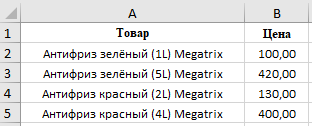 A B
1 Товар Цена
2 Антифриз зелёный (1L) Megatrix 100,00
3 Антифриз зелёный (5L) Megatrix 420,00
4 Антифриз красный (2L) Megatrix 130,00
5 Антифриз красный (4L) Megatrix 400,00